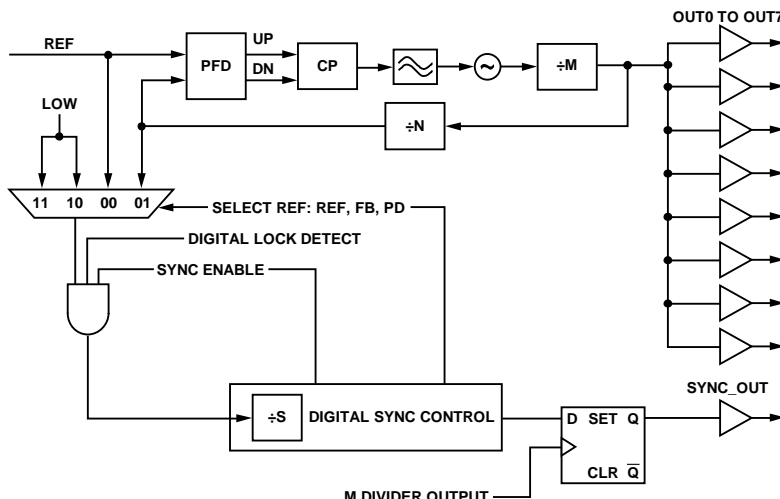 OUT0 TO OUT7
REF
UP
PFD
DN
CP
~
÷M
LOW
÷N
11 10 00 01
SELECT REF: REF, FB, PD
DIGITAL LOCK DETECT
SYNC ENABLE
SYNC_OUT
÷S DIGITAL SYNC CONTROL
D SET Q
CLR Q̅
M DIVIDER OUTPUT